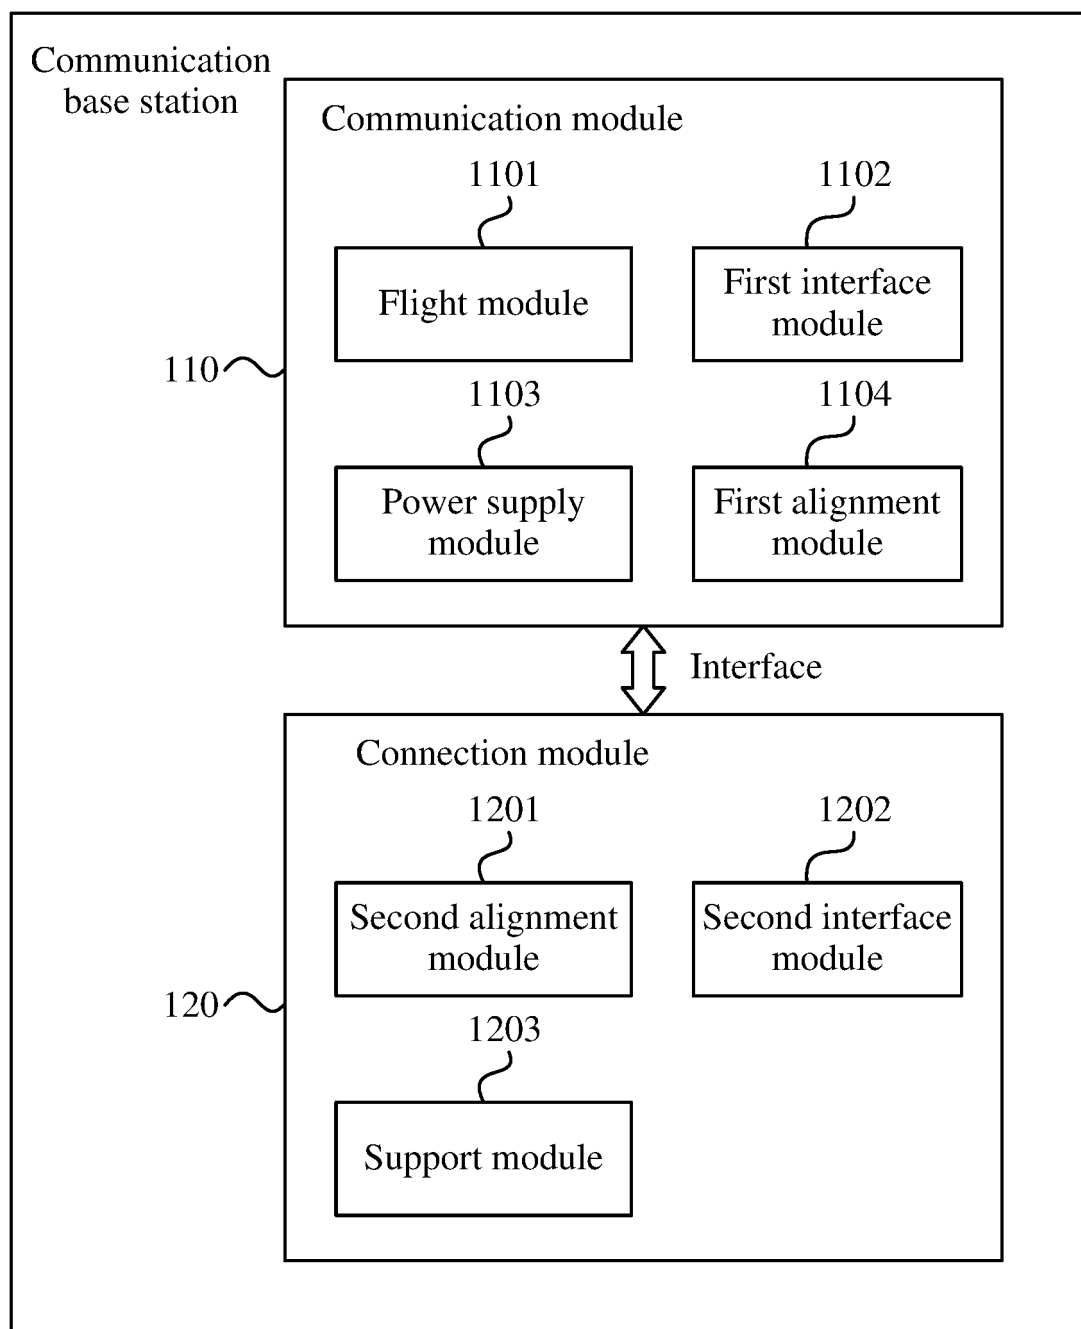 Communication
base station
Communication module
1101
1102
Flight module
First interface
module
110
1103
1104
Power supply
module
First alignment
module
Interface
Connection module
1201
1202
Second alignment
module
Second interface
module
120
1203
Support module